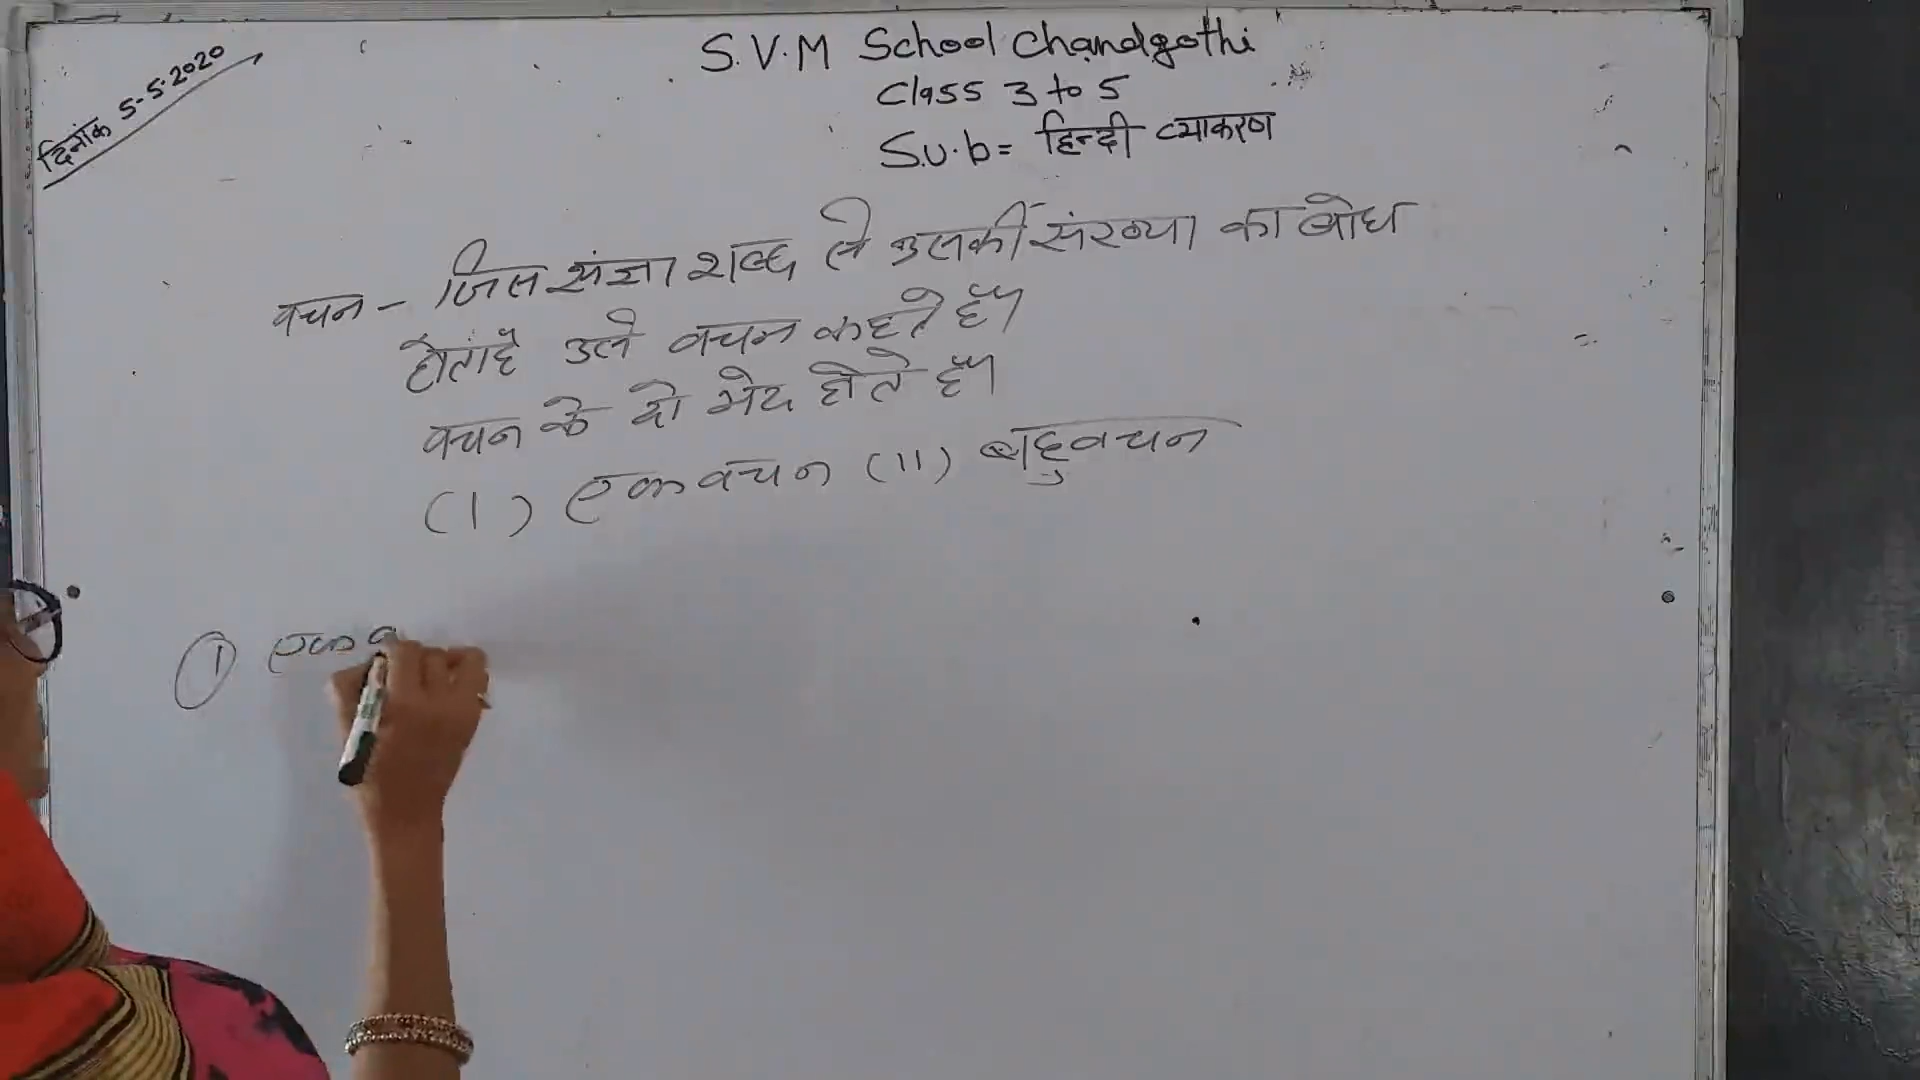 दिनांक 5-5-2020
S.V.M School Chandgothi
Class 3 to 5
S.u.b = हिन्दी व्याकरण
वचन - जिस संज्ञा शब्द से उसकी संख्या का बोध
होता है उसे वचन कहते हैं।
वचन के दो भेद होते हैं।
(I) एकवचन (II) बहुवचन
① एकव